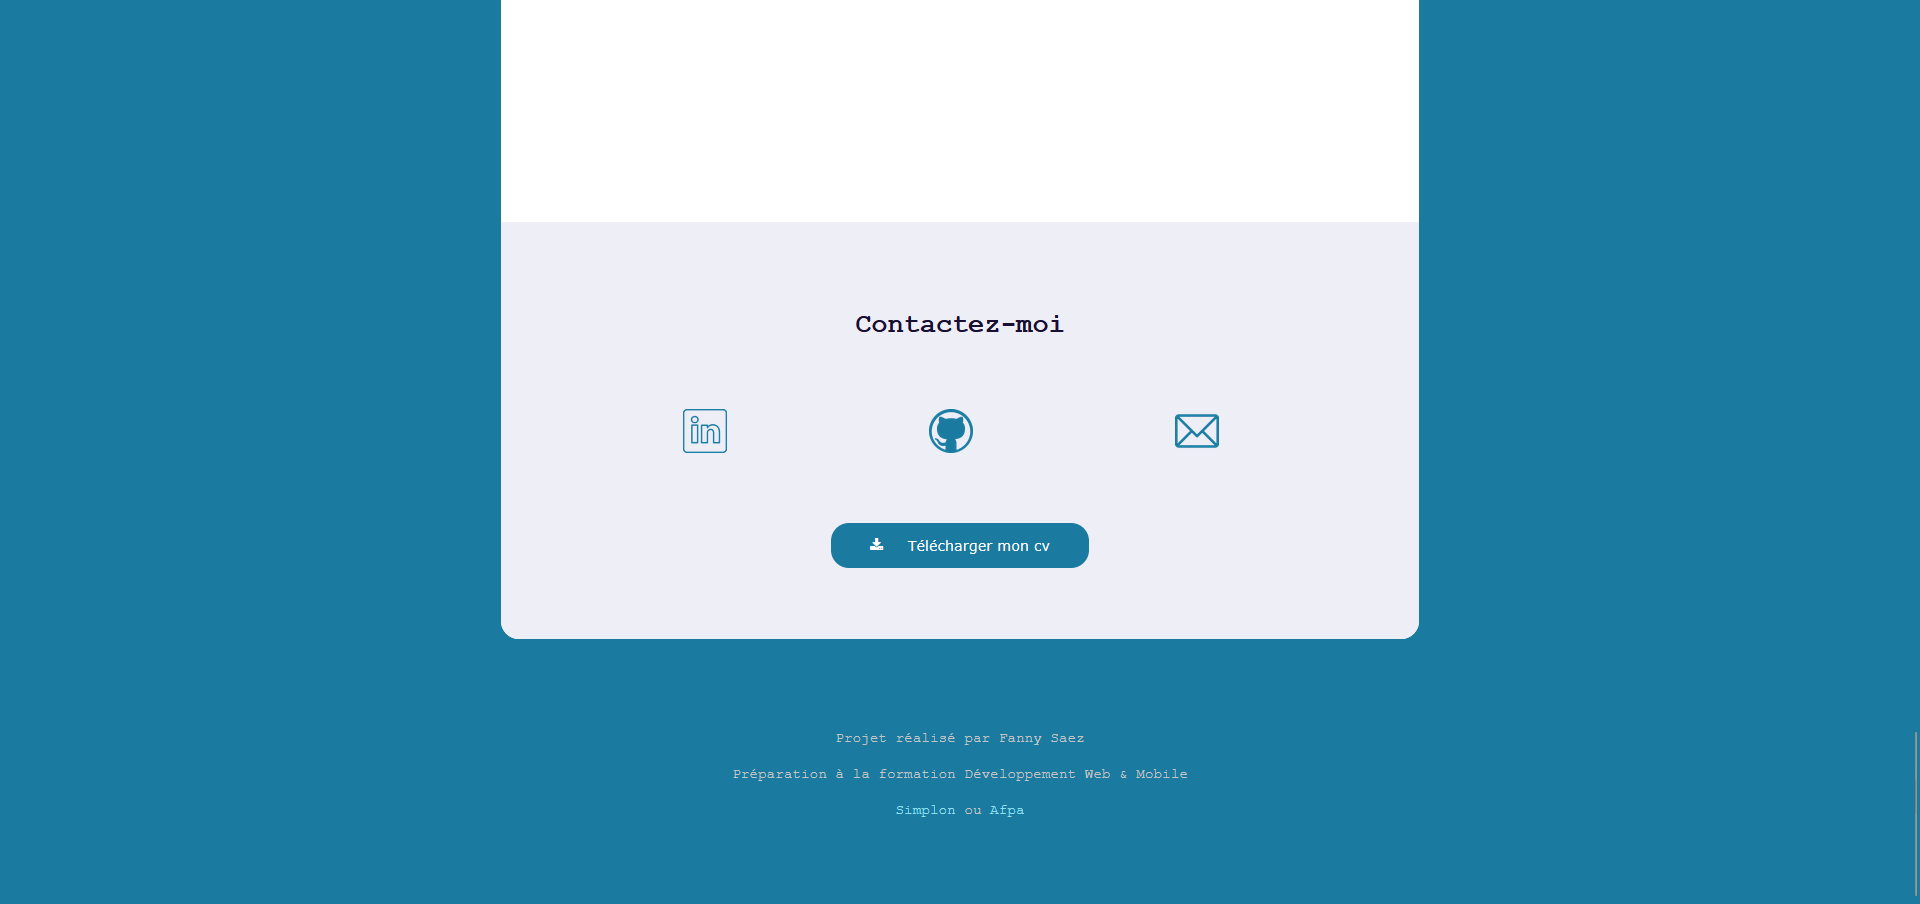 Contactez-moi
in
Télécharger mon cv
Projet réalisé par Fanny Saez
Préparation à la formation Développement Web & Mobile
Simplon ou Afpa